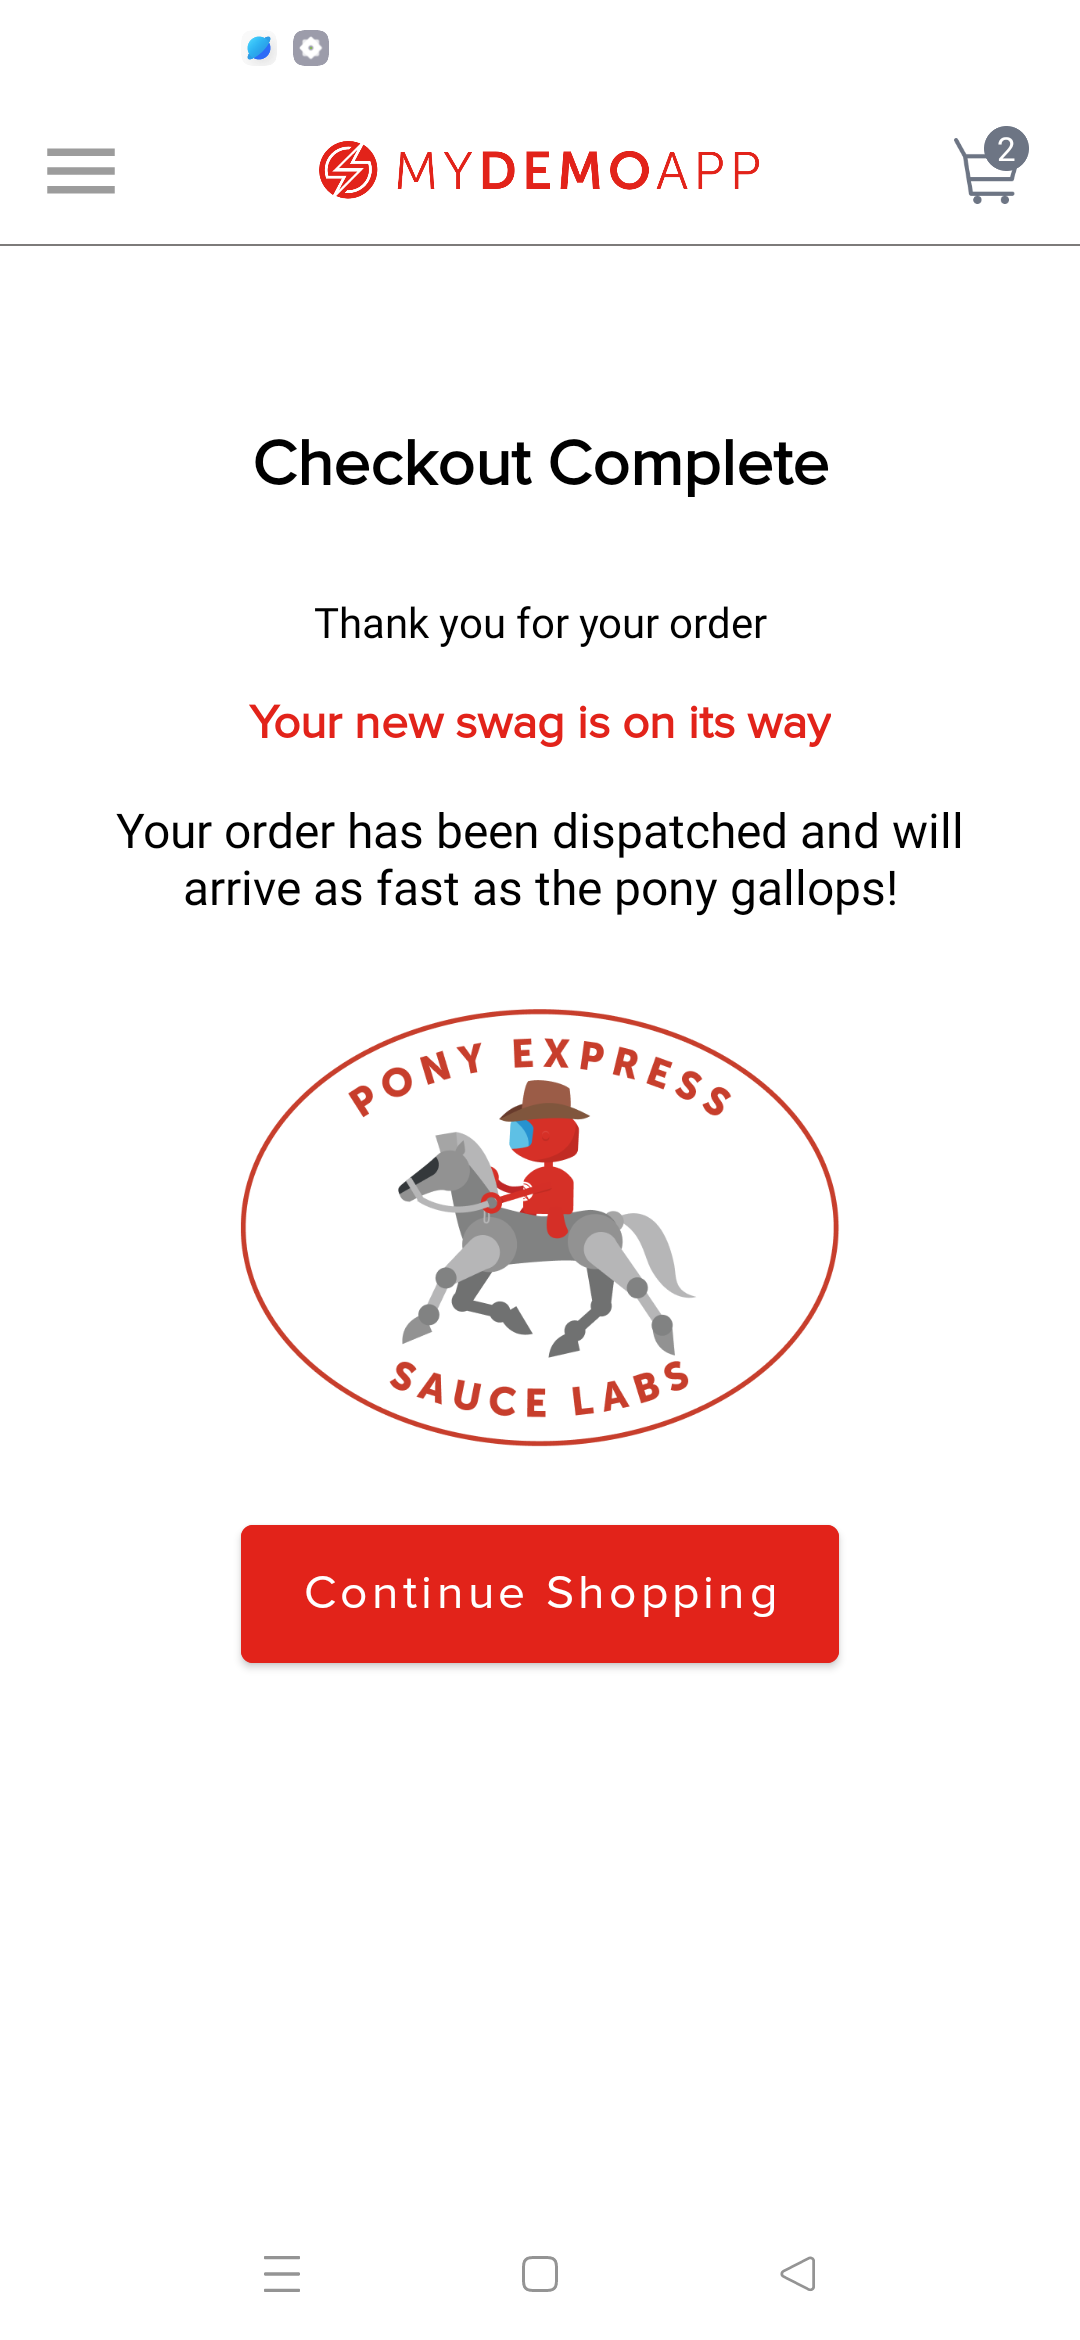 MYDEMOAPP
2
Checkout Complete
Thank you for your order
Your new swag is on its way
Your order has been dispatched and will
arrive as fast as the pony gallops!
PONY EXPRESS
SAUCE LABS
Continue Shopping